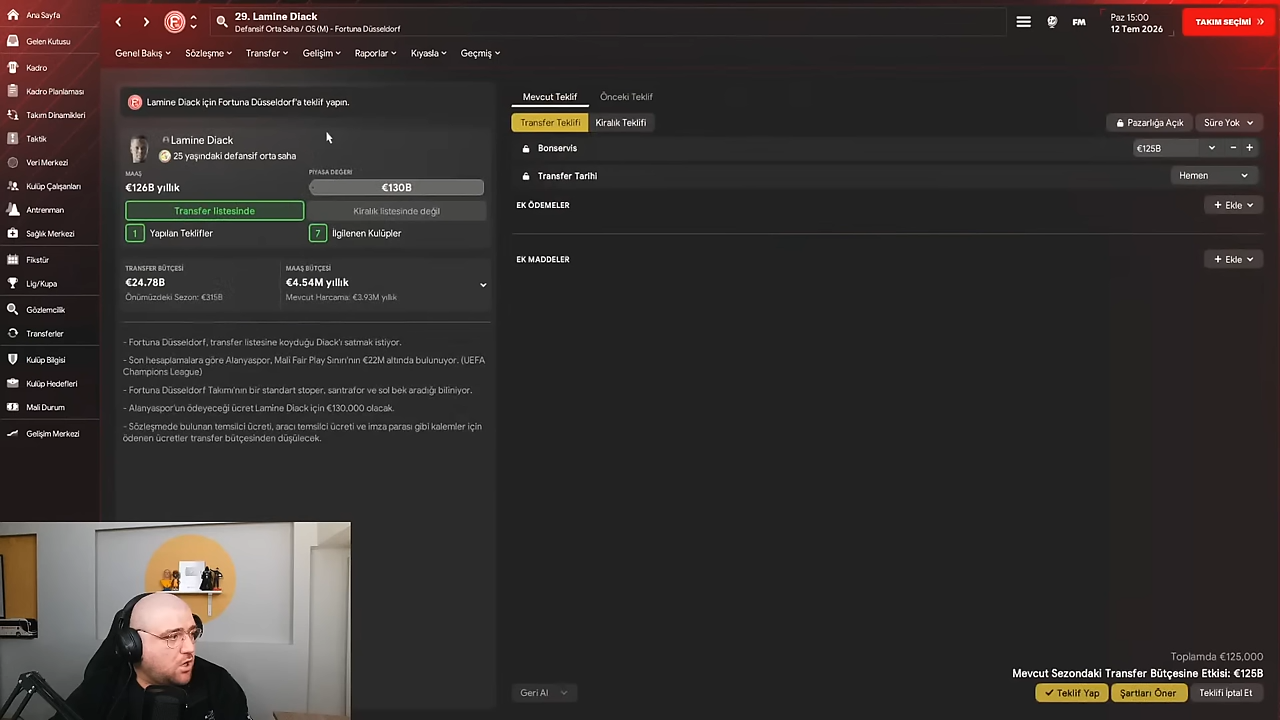 Ana Sayfa
Gelen Kutusu
Kadro
Kadro Planlaması
Takım Dinamikleri
Taktik
Veri Merkezi
Kulüp Çalışanları
Antrenman
Sağlık Merkezi
Fikstür
Lig/Kupa
Gözlemcilik
Transferler
Kulüp Bilgisi
Kulüp Hedefleri
Mali Durum
Gelişim Merkezi
29. Lamine Diack
Defansif Orta Saha / OS (M) - Fortuna Düsseldorf
FM
Paz 15:00
12 Tem 2026
TAKIM SEÇİMİ
Genel Bakış
Sözleşme
Transfer
Gelişim
Raporlar
Kıyasla
Geçmiş
Lamine Diack için Fortuna Düsseldorf'a teklif yapın.
Lamine Diack
25 yaşındaki defansif orta saha
MAAŞ
PİYASA DEĞERİ
€126B yıllık
€130B
Transfer listesinde
Kiralık listesinde değil
1 Yapılan Teklifler
7 İlgilenen Kulüpler
TRANSFER BÜTÇESİ
MAAŞ BÜTÇESİ
€24.78B
€4.54M yıllık
Önümüzdeki Sezon: €315B
Mevcut Harcama: €3.93M yıllık
- Fortuna Düsseldorf, transfer listesine koyduğu Diack'ı satmak istiyor.
- Son hesaplamalara göre Alanyaspor, Mali Fair Play Sınırı'nın €22M altında bulunuyor. (UEFA
Champions League)
- Fortuna Düsseldorf Takımı'nın bir standart stoper, santrafor ve sol bek aradığı biliniyor.
- Alanyaspor'un ödeyeceği ücret Lamine Diack için €130,000 olacak.
- Sözleşmede bulunan temsilci ücreti, aracı temsilci ücreti ve imza parası gibi kalemler için
ödenen ücretler transfer bütçesinden düşülecek.
Mevcut Teklif
Önceki Teklif
Transfer Teklifi
Kiralık Teklifi
Pazarlığa Açık
Süre Yok
Bonservis
€125B
Transfer Tarihi
Hemen
EK ÖDEMELER
+ Ekle
EK MADDELER
+ Ekle
Toplamda €125,000
Mevcut Sezondaki Transfer Bütçesine Etkisi: €125B
Geri Al
Teklif Yap
Şartları Öner
Teklifi İptal Et